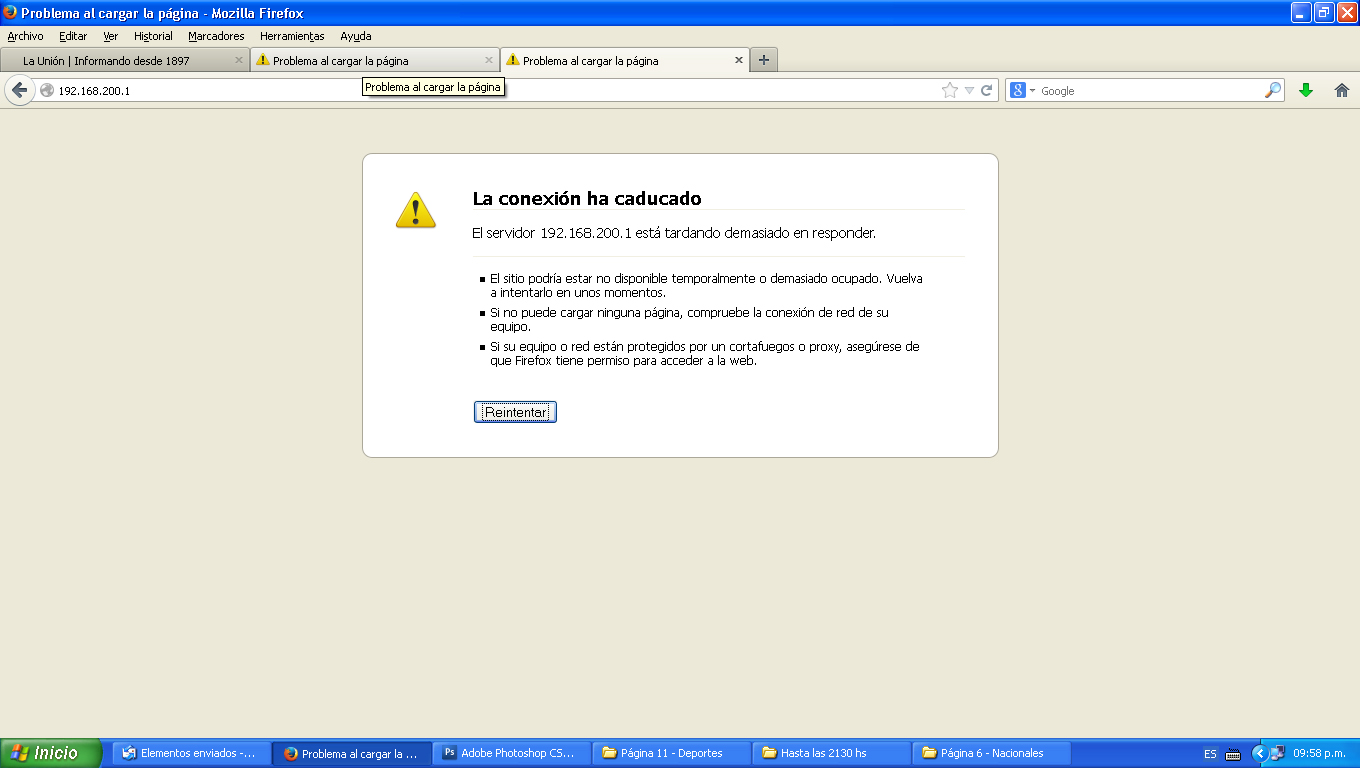 Problema al cargar la página - Mozilla Firefox
Archivo Editar Ver Historial Marcadores Herramientas Ayuda
La Unión | Informando desde 1897 Problema al cargar la página Problema al cargar la página
Problema al cargar la página
192.168.200.1 Google
La conexión ha caducado
El servidor 192.168.200.1 está tardando demasiado en responder.
El sitio podría estar no disponible temporalmente o demasiado ocupado. Vuelva
a intentarlo en unos momentos.
Si no puede cargar ninguna página, compruebe la conexión de red de su
equipo.
Si su equipo o red están protegidos por un cortafuegos o proxy, asegúrese de
que Firefox tiene permiso para acceder a la web.
Reintentar
Inicio Elementos enviados -... Problema al cargar la ... Ps Adobe Photoshop CS... Página 11 - Deportes Hasta las 2130 hs Página 6 - Nacionales ES 09:58 p.m.